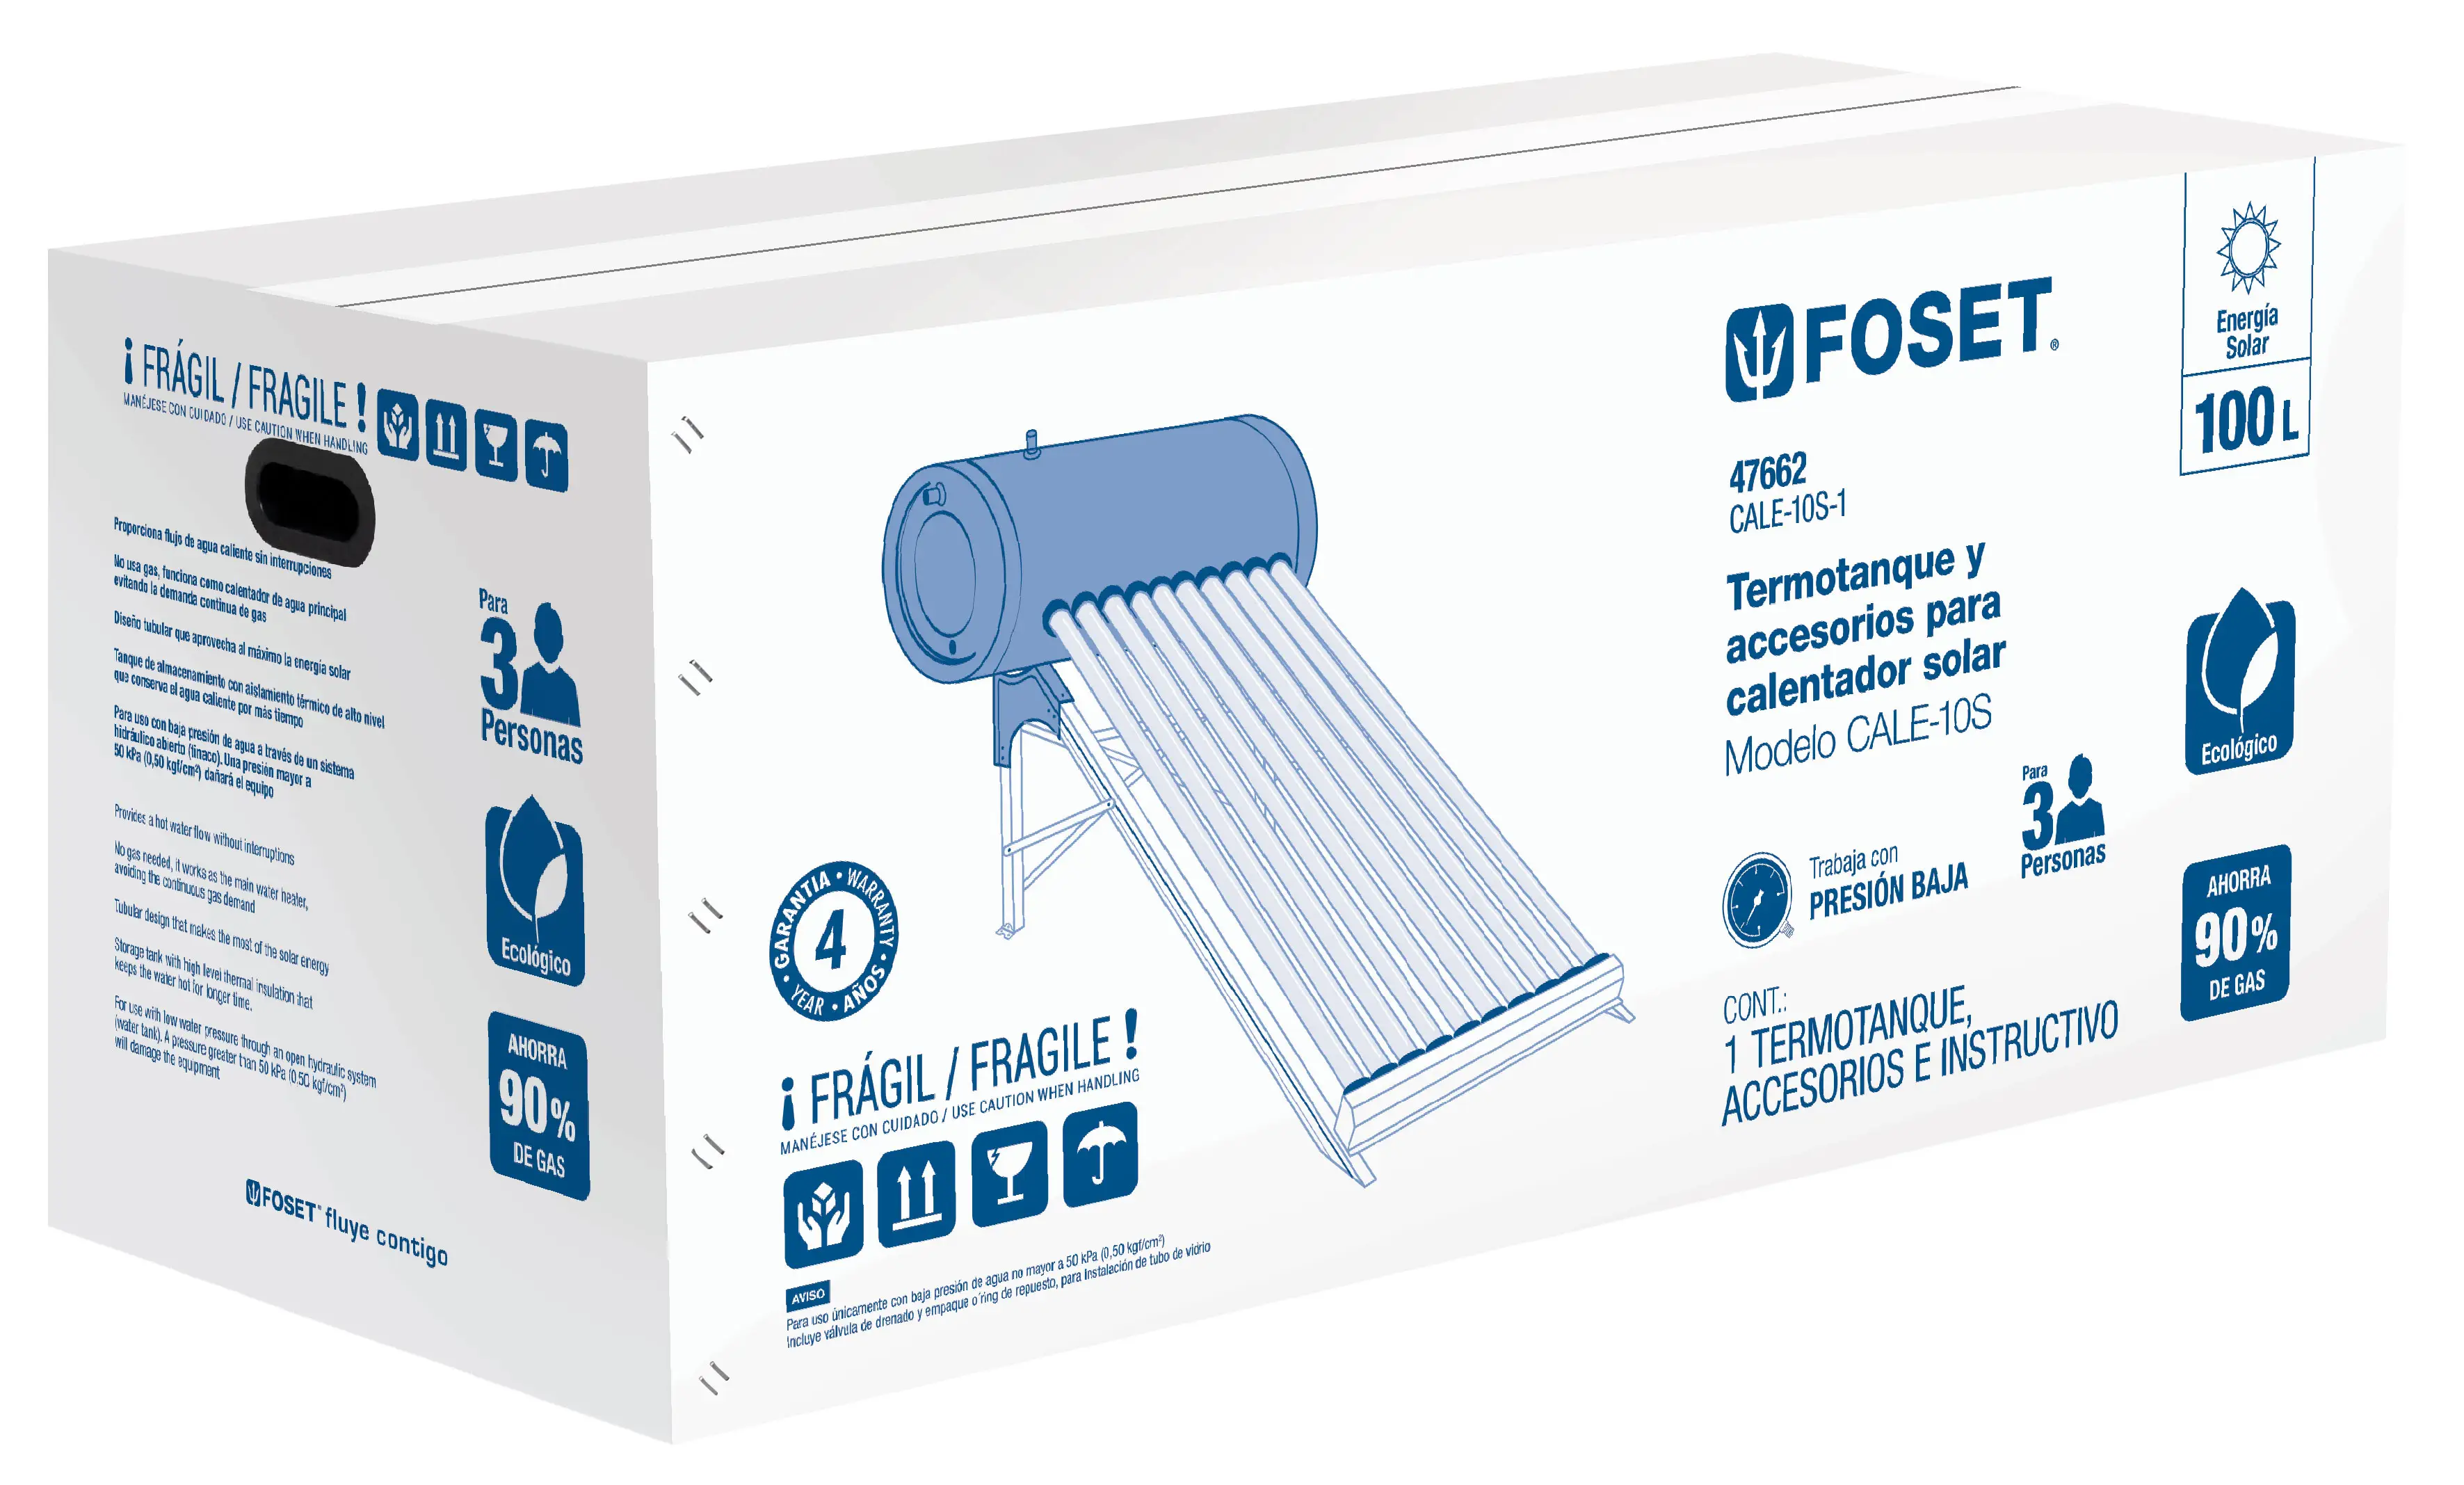 ¡ FRÁGIL / FRAGILE !
MANÉJESE CON CUIDADO / USE CAUTION WHEN HANDLING
Proporciona flujo de agua caliente sin interrupciones
No usa gas, funciona como calentador de agua principal
evitando la demanda continua de gas
Diseño tubular que aprovecha al máximo la energía solar
Tanque de almacenamiento con aislamiento térmico de alto nivel
que conserva el agua caliente por más tiempo
Para uso con baja presión de agua a través de un sistema
hidráulico abierto (tinaco). Una presión mayor a
50 kPa (0,50 kgf/cm²) dañará el equipo
Provides a hot water flow without interruptions
No gas needed, it works as the main water heater,
avoiding the continuous gas demand
Tubular design that makes the most of the solar energy
Storage tank with high level thermal insulation that
keeps the water hot for longer time.
For use with low water pressure through an open hydraulic system
(water tank). A pressure greater than 50 kPa (0.50 kgf/cm²)
will damage the equipment
Para
3
Personas
Ecológico
AHORRA
90%
DE GAS
FOSET® fluye contigo
GARANTIA • WARRANTY •
4
YEAR • AÑOS
¡ FRÁGIL / FRAGILE !
MANÉJESE CON CUIDADO / USE CAUTION WHEN HANDLING
AVISO
Para uso únicamente con baja presión de agua no mayor a 50 kPa (0,50 kgf/cm²)
Incluye válvula de drenado y empaque o'ring de repuesto, para Instalación de tubo de vidrio
FOSET®
47662
CALE-10S-1
Termotanque y
accesorios para
calentador solar
Modelo CALE-10S
Trabaja con
PRESIÓN BAJA
Para
3
Personas
CONT.:
1 TERMOTANQUE,
ACCESORIOS E INSTRUCTIVO
Energía
Solar
100 L
Ecológico
AHORRA
90%
DE GAS